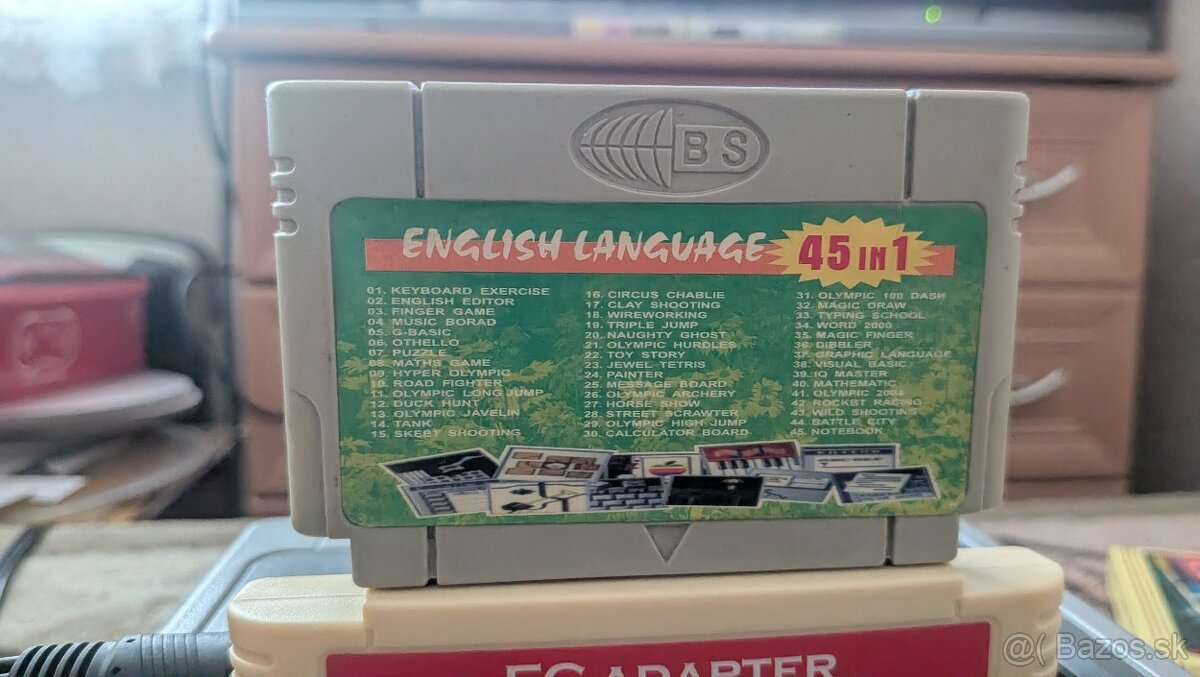 BS
ENGLISH LANGUAGE 45 IN 1
01. KEYBOARD EXERCISE
02. ENGLISH EDITOR
03. FINGER GAME
04. MUSIC BORAD
05. G-BASIC
06. OTHELLO
07. PUZZLE
08. MATHS GAME
09. HYPER OLYMPIC
10. ROAD FIGHTER
11. OLYMPIC LONG JUMP
12. DUCK HUNT
13. OLYMPIC JAVELIN
14. TANK
15. SKEET SHOOTING
16. CIRCUS CHABLIE
17. CLAY SHOOTING
18. WIREWORKING
19. TRIPLE JUMP
20. NAUGHTY GHOST
21. OLYMPIC HURDLES
22. TOY STORY
23. JEWEL TETRIS
24. PAINTER
25. MESSAGE BOARD
26. OLYMPIC ARCHERY
27. HORSE SHOW
28. STREET SCRAWTER
29. OLYMPIC HIGH JUMP
30. CALCULATOR BOARD
31. OLYMPIC 100 DASH
32. MAGIC DRAW
33. TYPING SCHOOL
34. WORD 2000
35. MAGIC FINGER
36. DIBBLER
37. GRAPHIC LANGUAGE
38. VISUAL BASIC
39. IQ MASTER
40. MATHEMATIC
41. OLYMPIC 2004
42. ROCKET RACING
43. WILD SHOOTING
44. BATTLE CITY
45. NOTEBOOK
FC ADAPTER
@( Bazos.sk